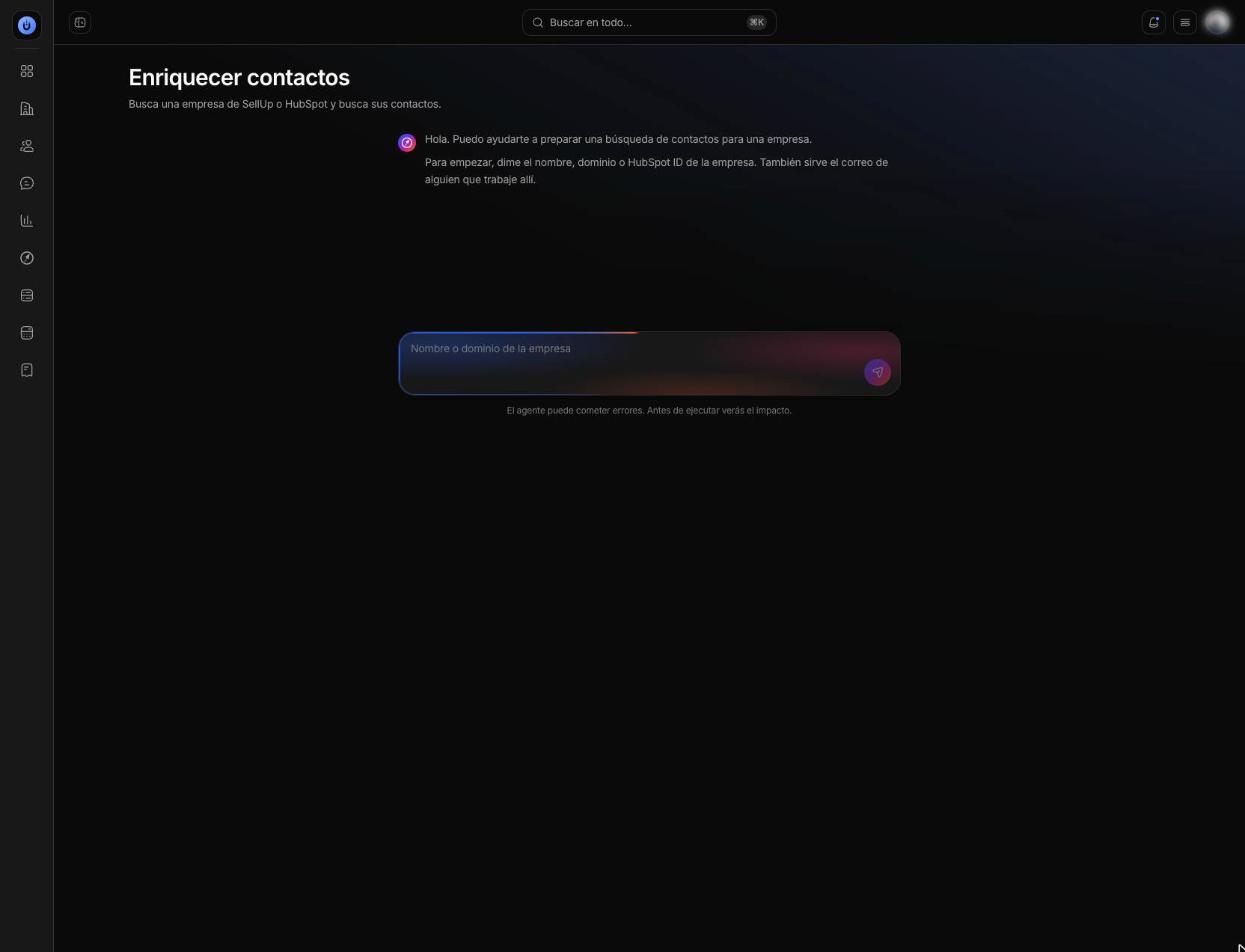 Buscar en todo... ⌘K
Enriquecer contactos
Busca una empresa de SellUp o HubSpot y busca sus contactos.
Hola. Puedo ayudarte a preparar una búsqueda de contactos para una empresa.
Para empezar, dime el nombre, dominio o HubSpot ID de la empresa. También sirve el correo de
alguien que trabaje allí.
Nombre o dominio de la empresa
El agente puede cometer errores. Antes de ejecutar verás el impacto.